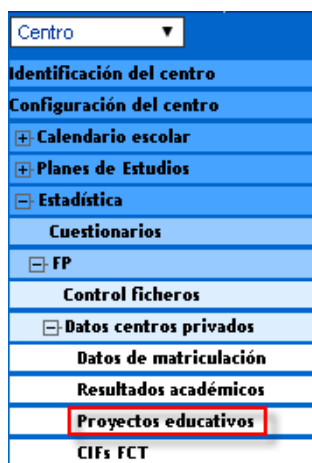 Centro
Identificación del centro
Configuración del centro
Calendario escolar
Planes de Estudios
Estadística
Cuestionarios
FP
Control ficheros
Datos centros privados
Datos de matriculación
Resultados académicos
Proyectos educativos
CIFs FCT